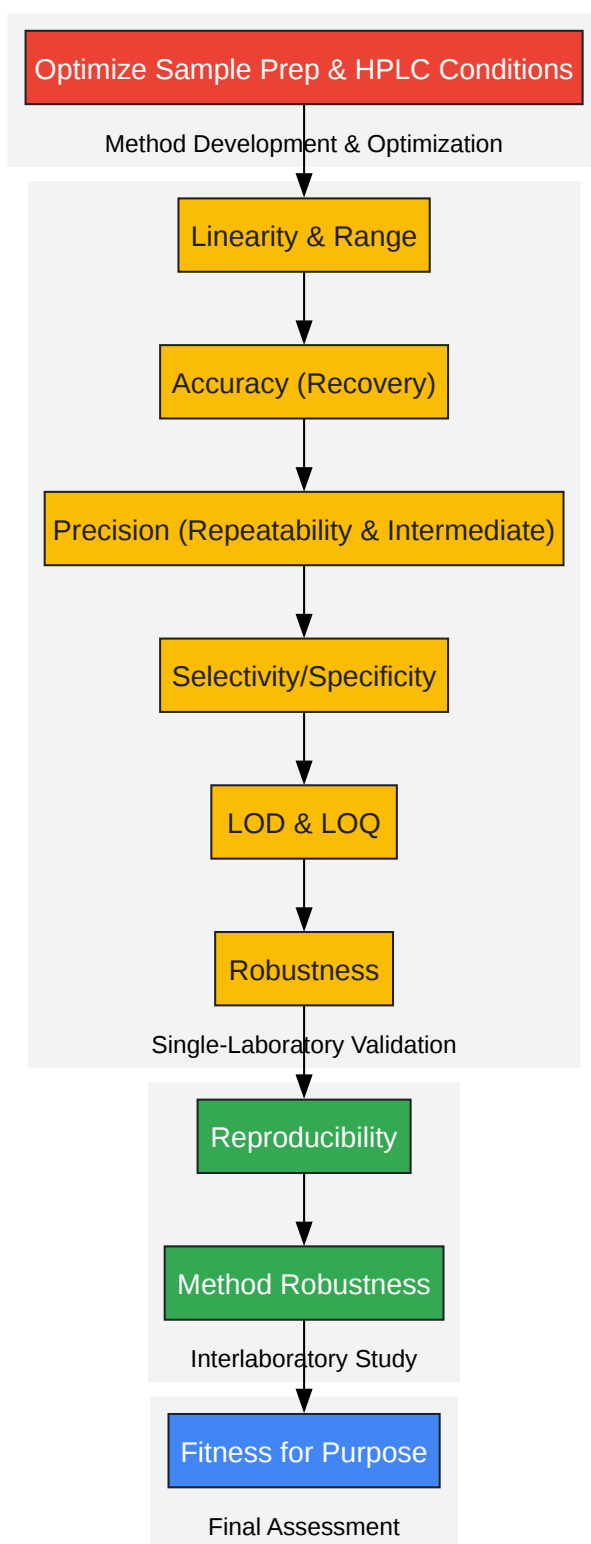 Optimize Sample Prep & HPLC Conditions
Method Development & Optimization
Linearity & Range
Accuracy (Recovery)
Precision (Repeatability & Intermediate)
Selectivity/Specificity
LOD & LOQ
Robustness
Single-Laboratory Validation
Reproducibility
Method Robustness
Interlaboratory Study
Fitness for Purpose
Final Assessment